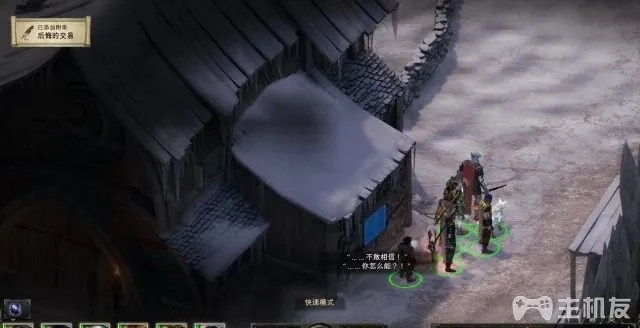 已添加附录
后悔的交易
“……不敢相信！”
“……你怎么能？！”
快速模式
主机友